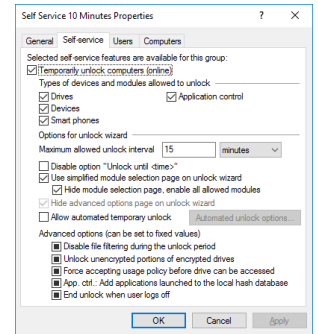 Self Service 10 Minutes Properties
? ×
General Self-service Users Computers
Selected self-service features are available for this group:
Temporarily unlock computers (online)
Types of devices and modules allowed to unlock
Drives Application control
Devices
Smart phones
Options for unlock wizard
Maximum allowed unlock interval 15 minutes
Disable option "Unlock until <time>"
Use simplified module selection page on unlock wizard
Hide module selection page, enable all allowed modules
Hide advanced options page on unlock wizard
Allow automated temporary unlock Automated unlock options...
Advanced options (can be set to fixed values)
Disable file filtering during the unlock period
Unlock unencrypted portions of encrypted drives
Force accepting usage policy before drive can be accessed
App. ctrl.: Add applications launched to the local hash database
End unlock when user logs off
OK Cancel Apply